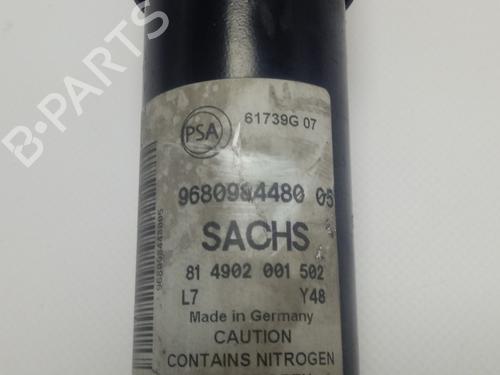 PSA
61739G 07
9680984480 05
SACHS
81 4902 001 502
L7 Y48
Made in Germany
CAUTION
CONTAINS NITROGEN
968098448005
B-PARTS